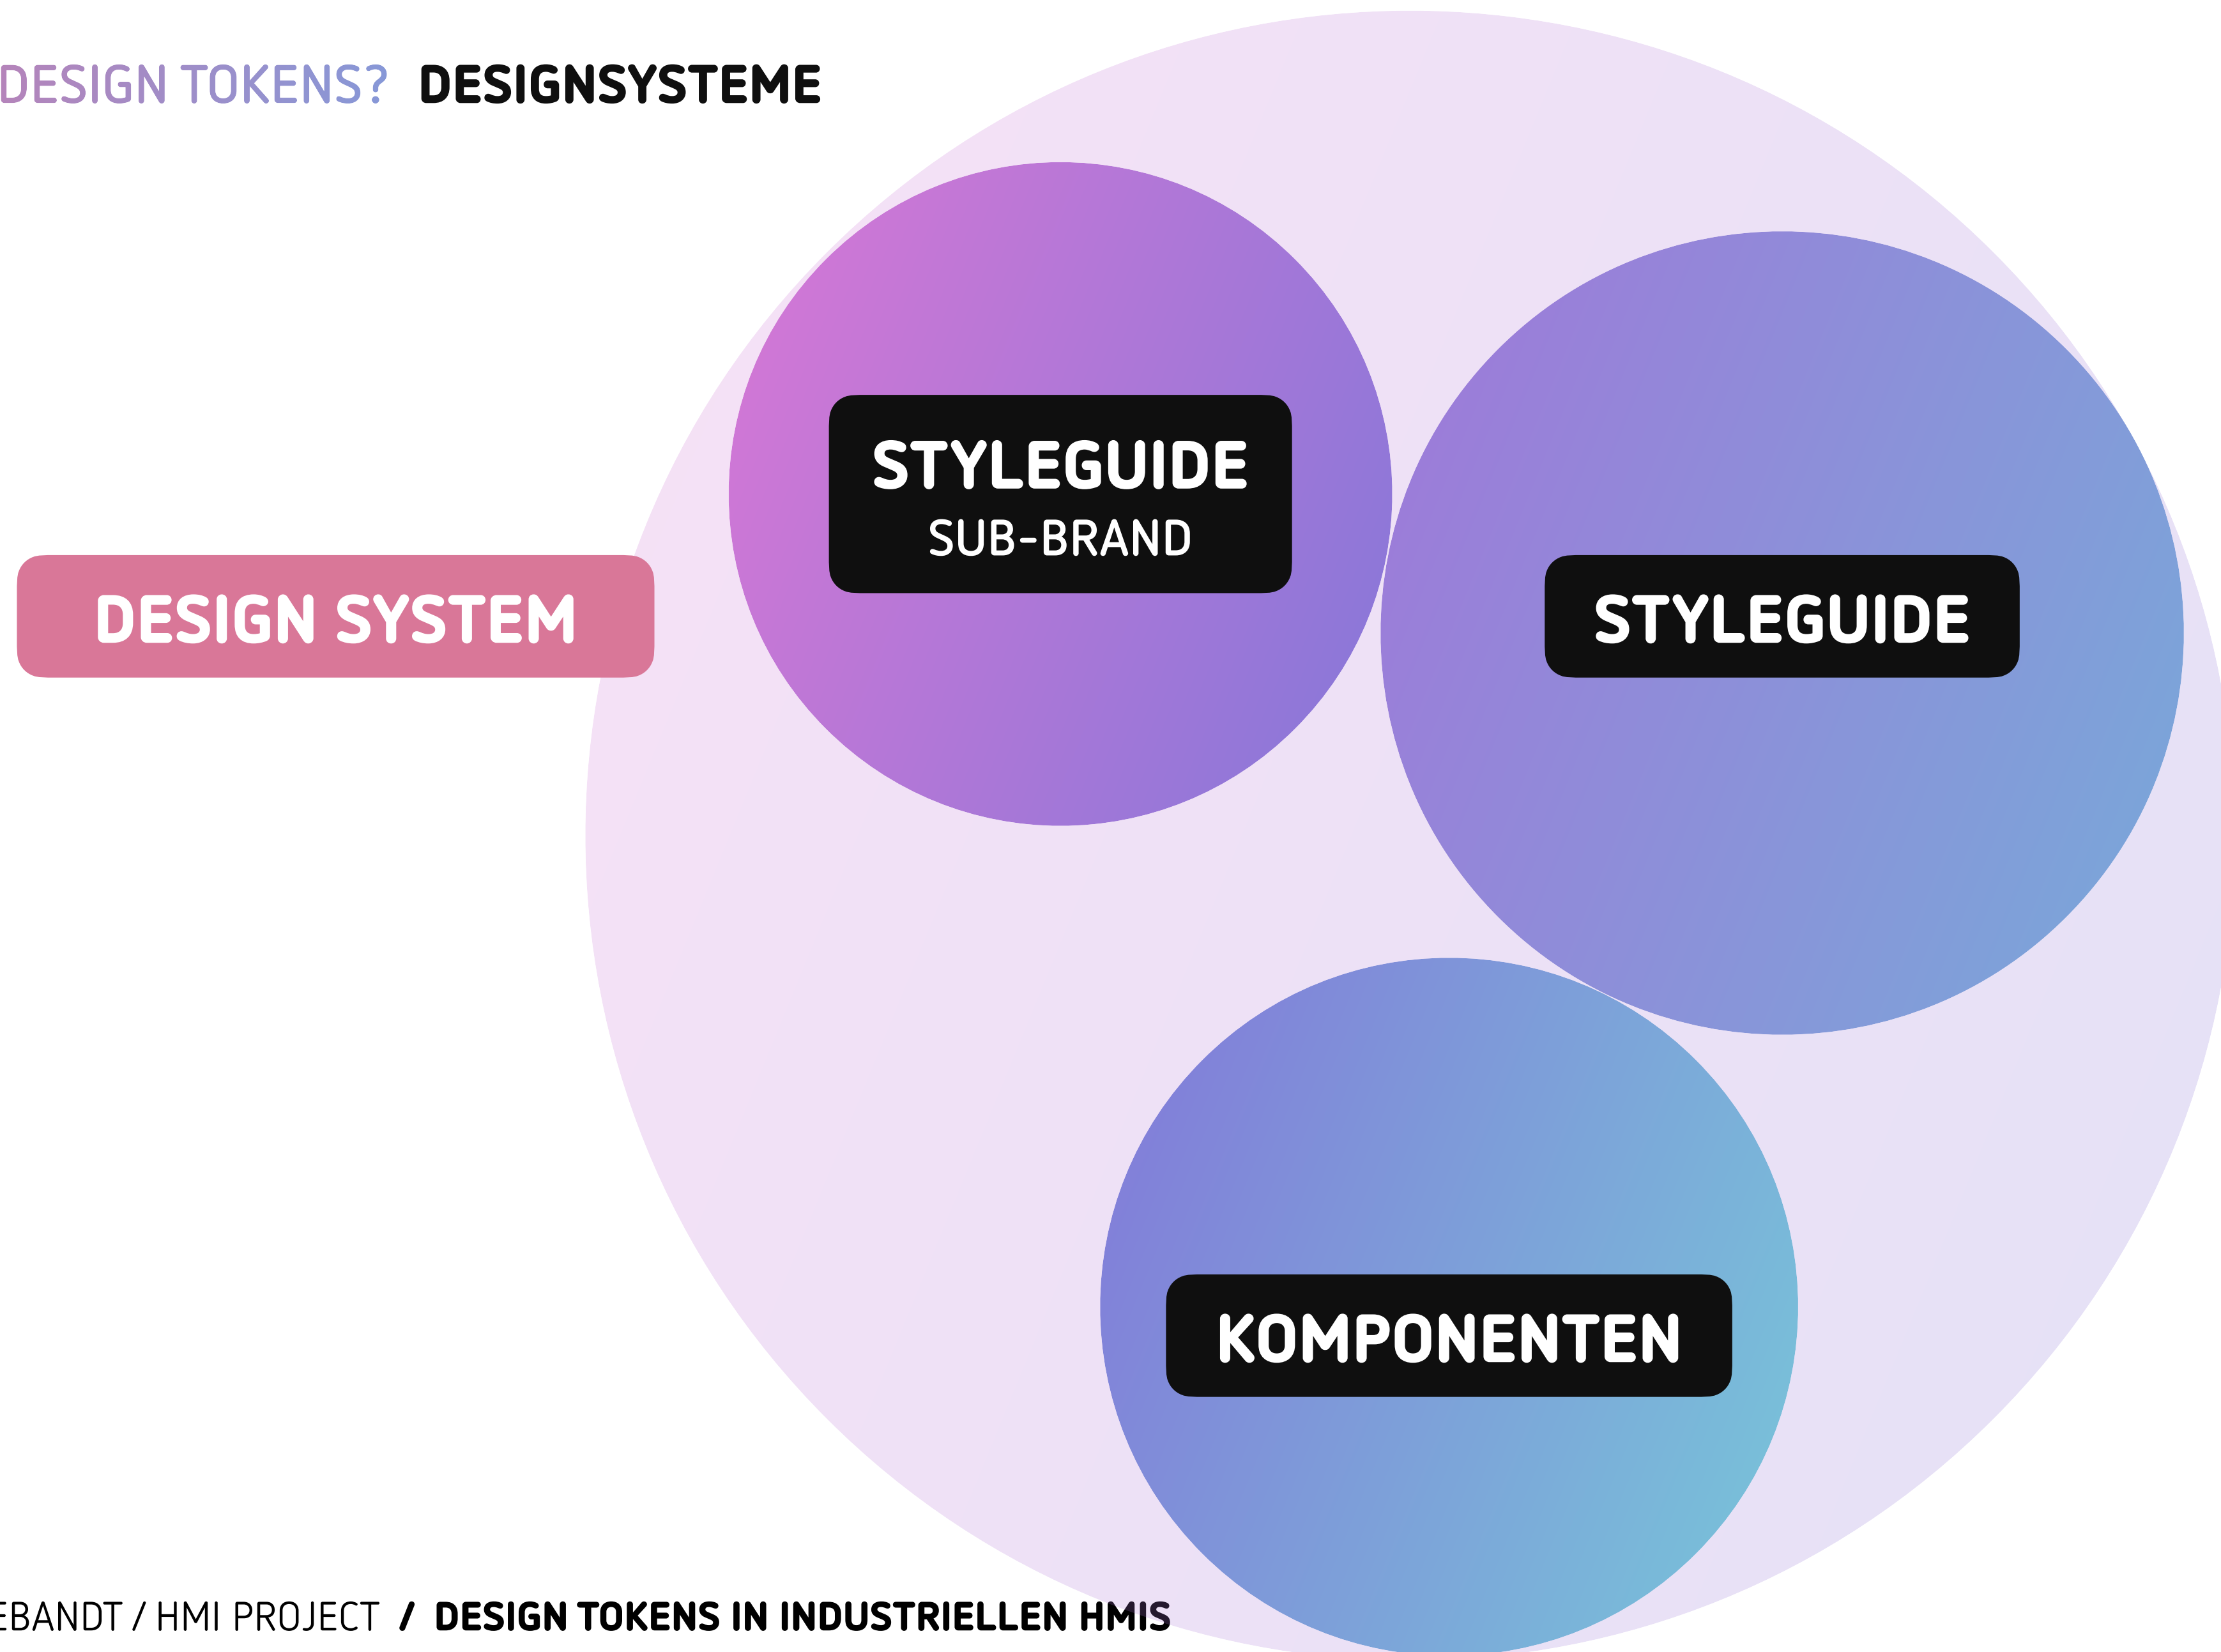 DESIGN TOKENS? DESIGNSYSTEME
STYLEGUIDE
SUB-BRAND
DESIGN SYSTEM
STYLEGUIDE
KOMPONENTEN
EBANDT / HMI PROJECT / DESIGN TOKENS IN INDUSTRIELLEN HMIS